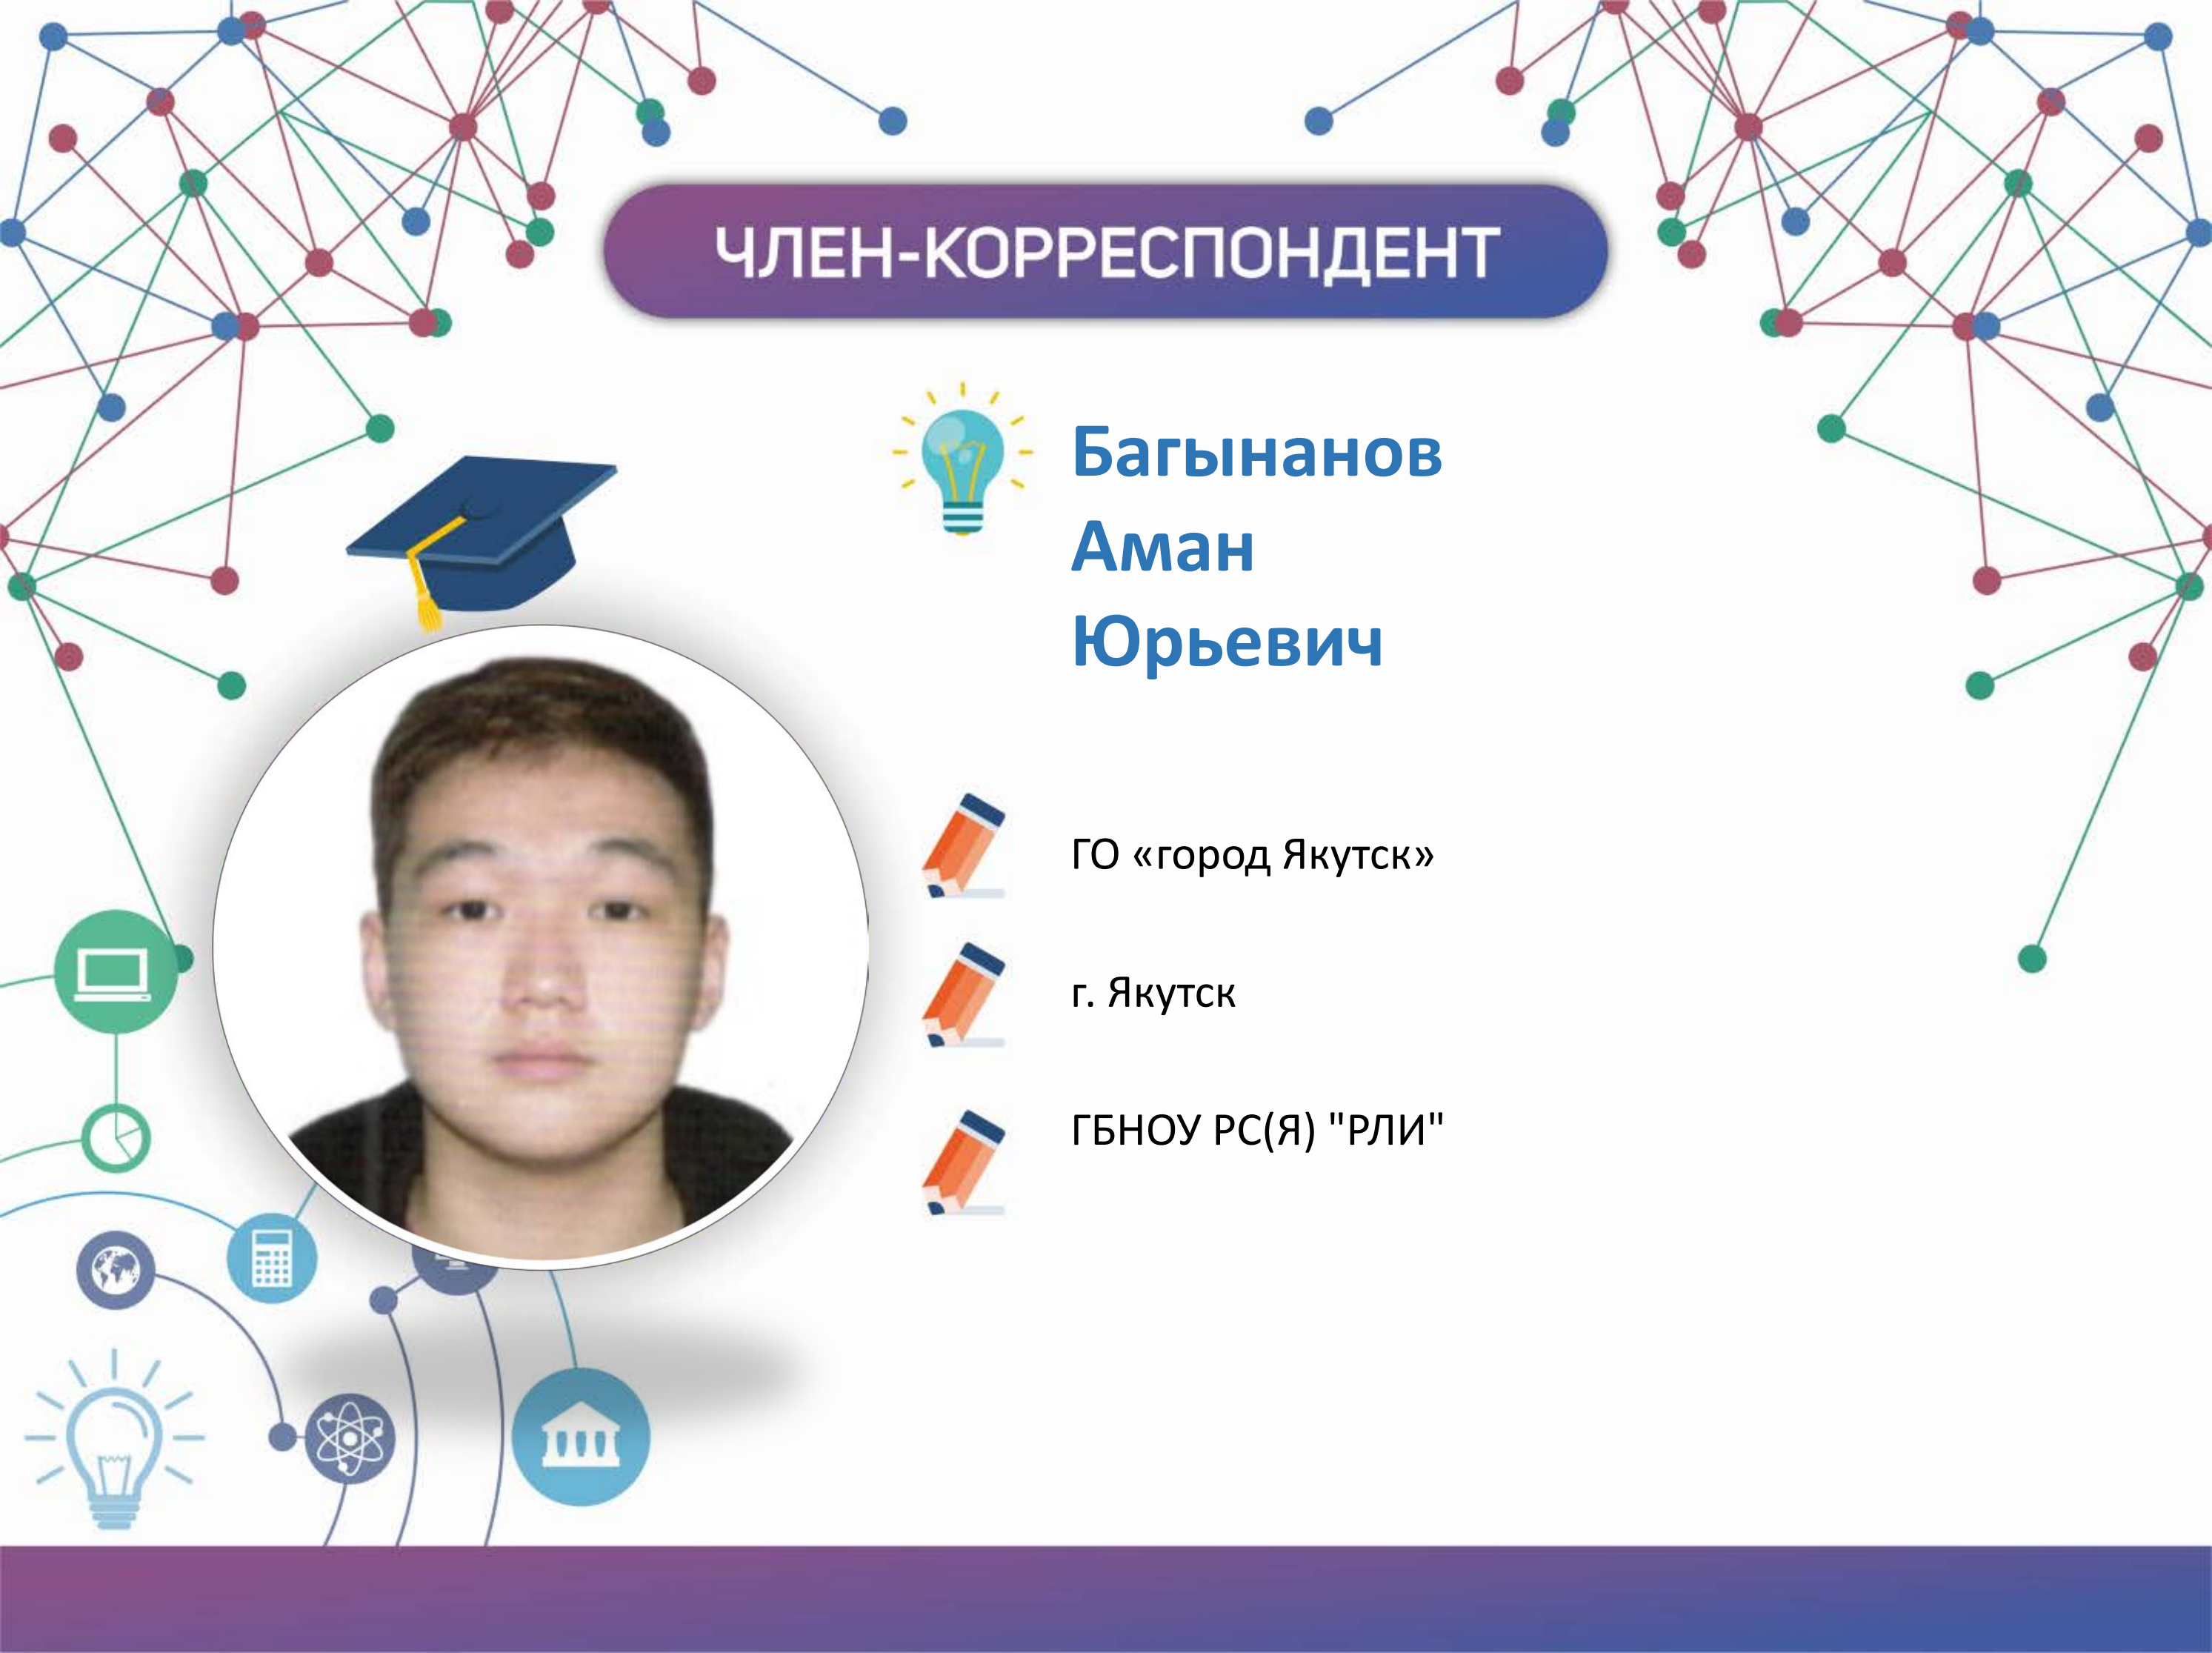 ЧЛЕН-КОРРЕСПОНДЕНТ
Багынанов
Аман
Юрьевич
ГО «город Якутск»
г. Якутск
ГБНОУ РС(Я) "РЛИ"